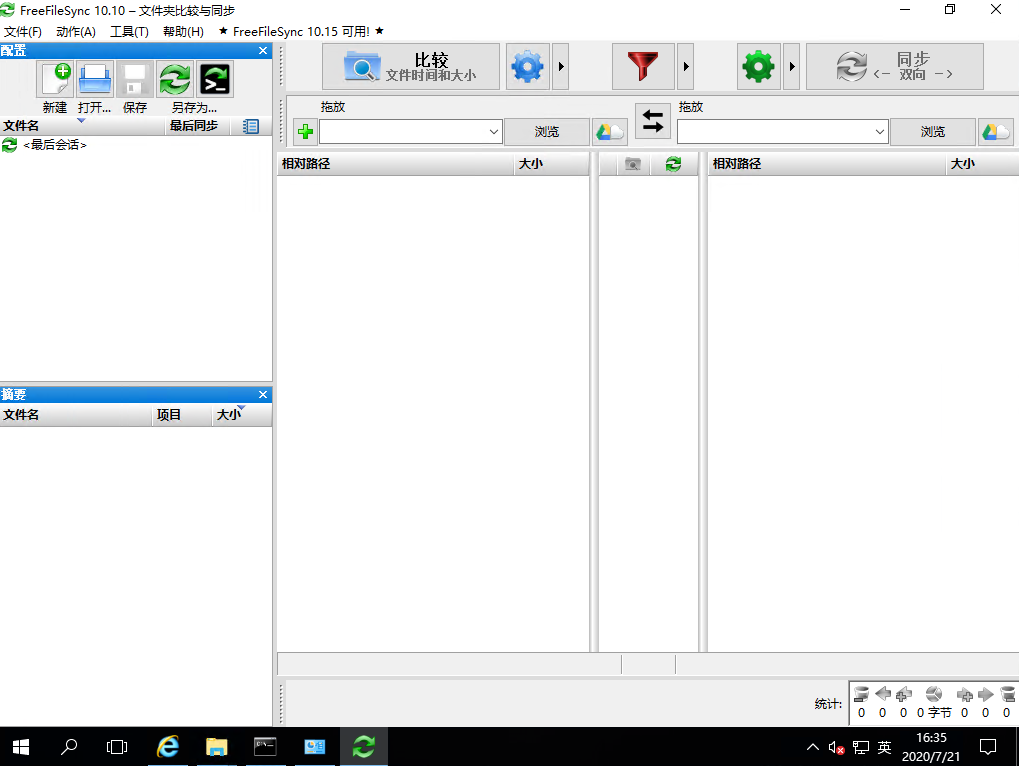 FreeFileSync 10.10 – 文件夹比较与同步
文件(F) 动作(A) 工具(T) 帮助(H) ★ FreeFileSync 10.15 可用! ★
配置
新建 打开... 保存 另存为...
文件名 最后同步
<最后会话>
比较
文件时间和大小
同步
<– 双向 –>
拖放
浏览
拖放
浏览
相对路径 大小
相对路径 大小
摘要
文件名 项目 大小
统计:
0 0 0 0 字节 0 0 0
英
16:35
2020/7/21